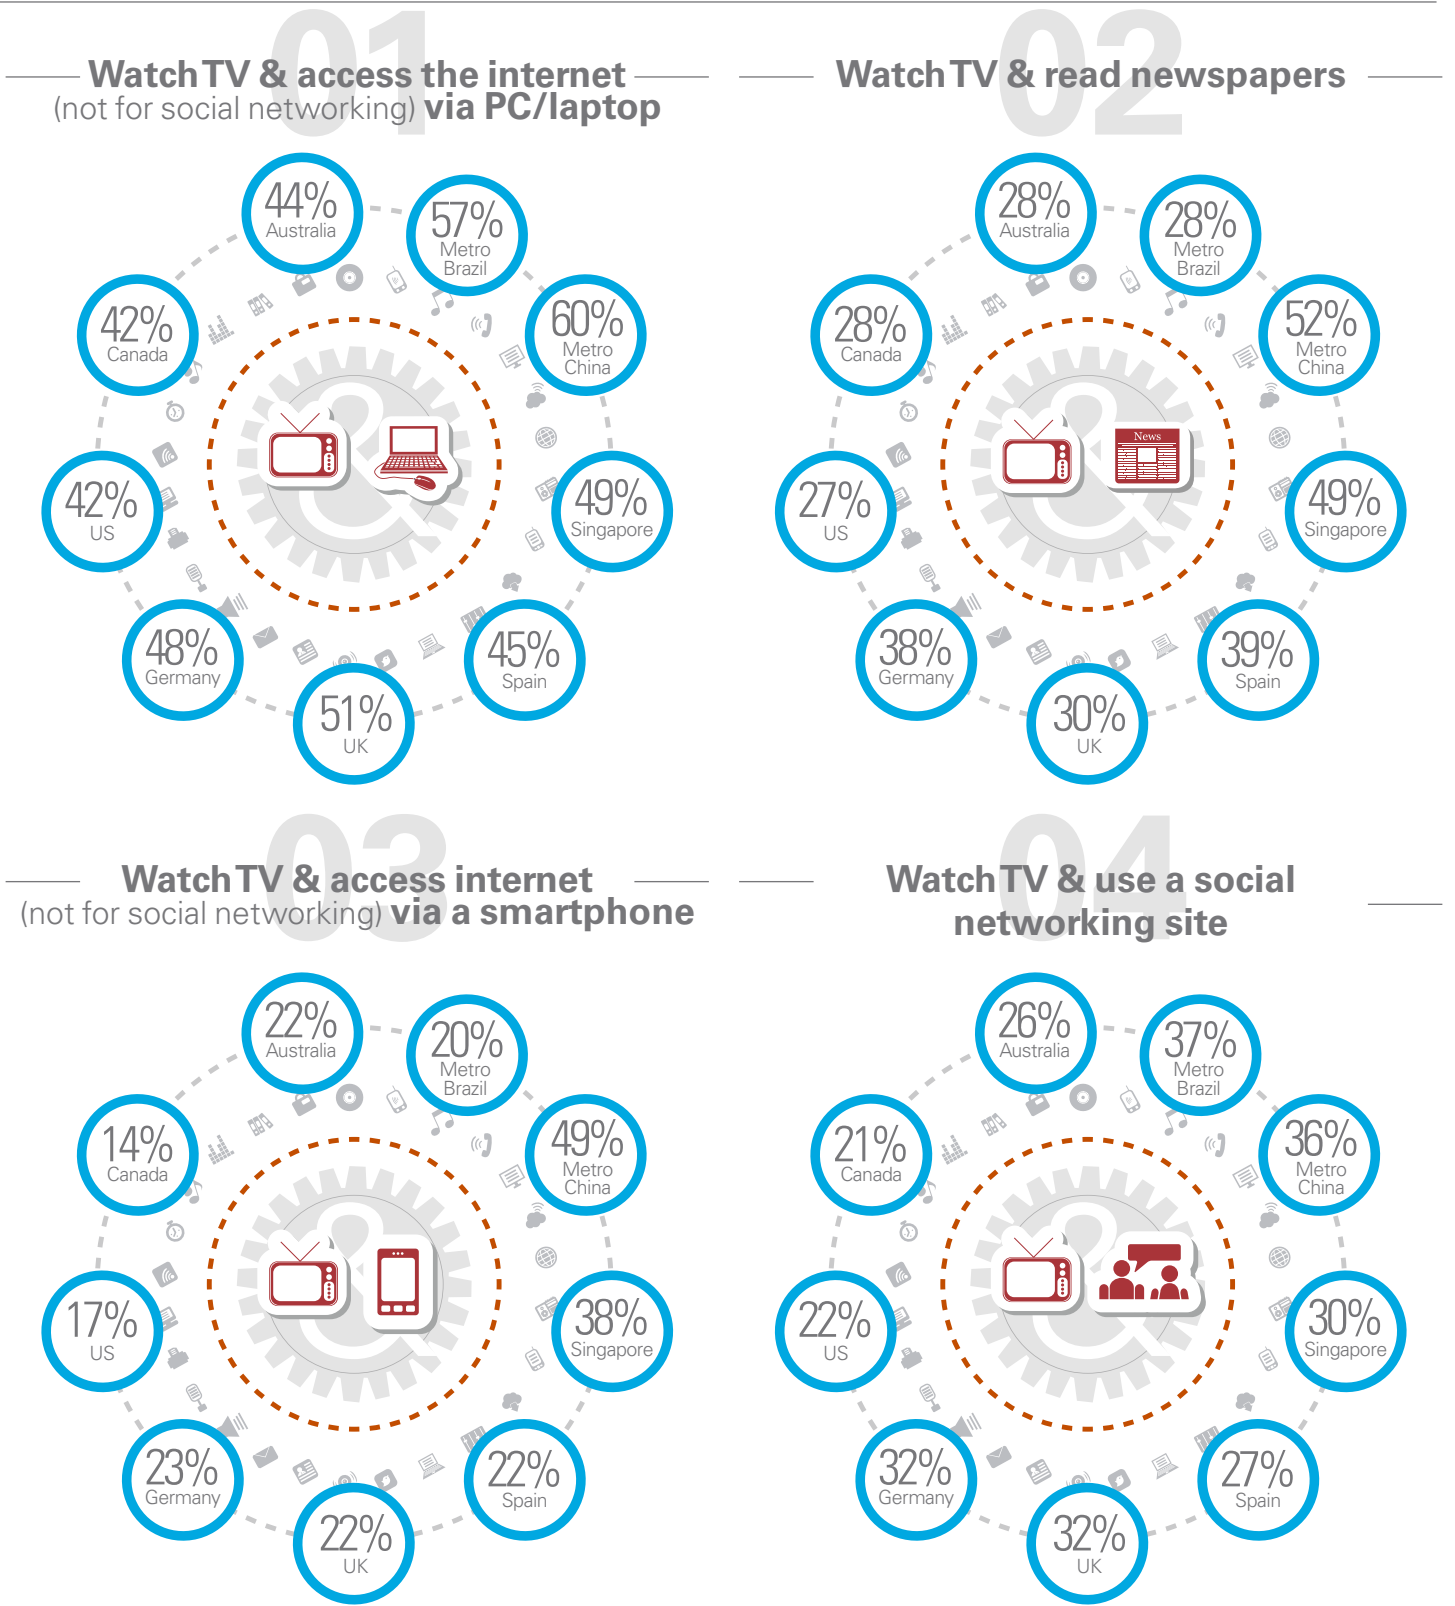 01
Watch TV & access the internet
(not for social networking) via PC/laptop
44%
Australia
57%
Metro
Brazil
60%
Metro
China
49%
Singapore
45%
Spain
51%
UK
48%
Germany
42%
US
42%
Canada
02
Watch TV & read newspapers
28%
Australia
28%
Metro
Brazil
52%
Metro
China
49%
Singapore
39%
Spain
30%
UK
38%
Germany
27%
US
28%
Canada
&
&
News
03
Watch TV & access internet
(not for social networking) via a smartphone
22%
Australia
20%
Metro
Brazil
49%
Metro
China
38%
Singapore
22%
Spain
22%
UK
23%
Germany
17%
US
14%
Canada
&
04
Watch TV & use a social
networking site
26%
Australia
37%
Metro
Brazil
36%
Metro
China
30%
Singapore
27%
Spain
32%
UK
32%
Germany
22%
US
21%
Canada
&